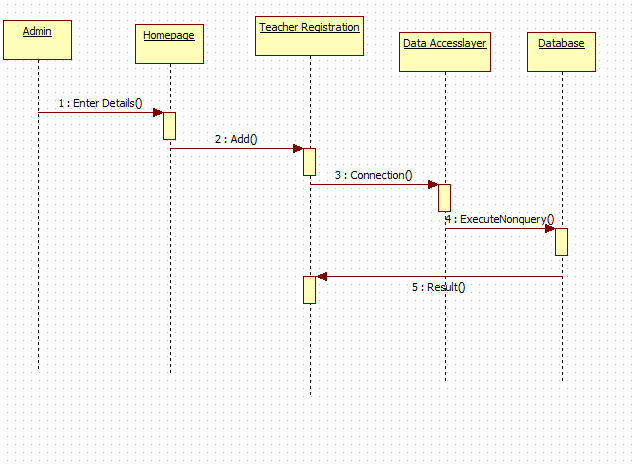 Admin
Homepage
Teacher Registration
Data Accesslayer
Database
1 : Enter Details()
2 : Add()
3 : Connection()
4 : ExecuteNonquery()
5 : Result()